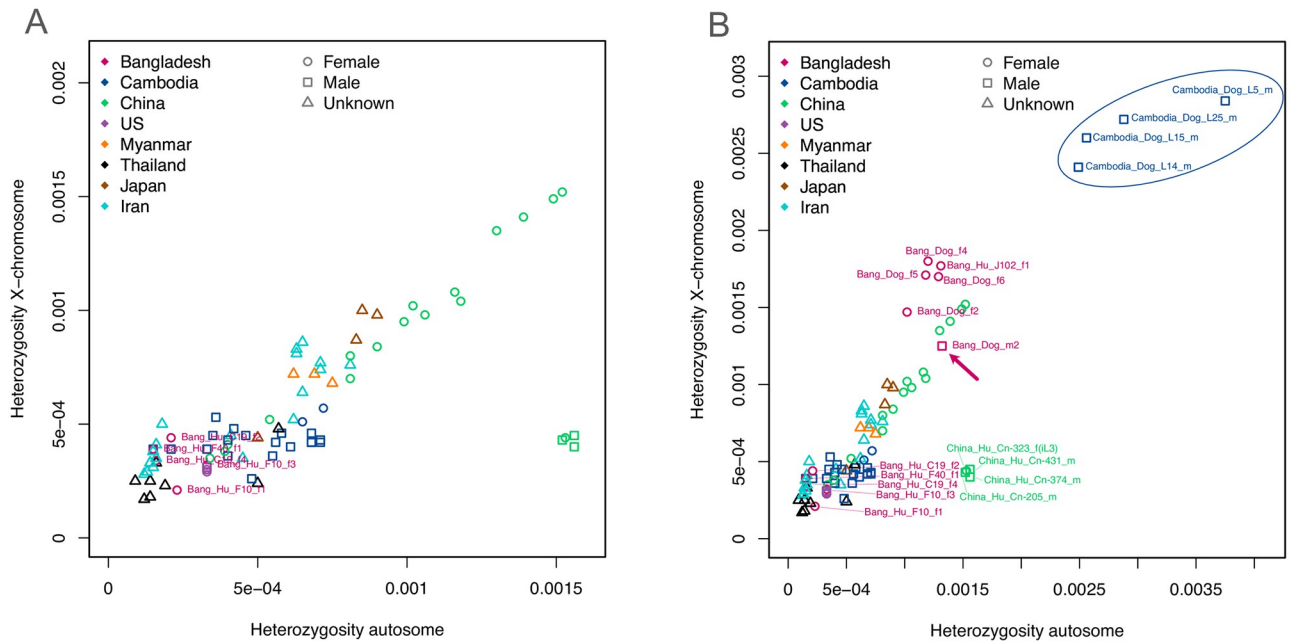 A
Bangladesh
Cambodia
China
US
Myanmar
Thailand
Japan
Iran
Female
Male
Unknown
Heterozygosity X−chromosome
0.002
0.0015
0.001
5e−04
0
Bang_Hu_F40_f1
Bang_Hu_F10_f3
Bang_Hu_F10_f1
0
5e−04
0.001
0.0015
Heterozygosity autosome
B
Bangladesh
Cambodia
China
US
Myanmar
Thailand
Japan
Iran
Female
Male
Unknown
Heterozygosity X−chromosome
0.003
0.0025
0.002
0.0015
0.001
5e−04
0
Cambodia_Dog_L5_m
Cambodia_Dog_L25_m
Cambodia_Dog_L15_m
Cambodia_Dog_L14_m
Bang_Dog_f4
Bang_Hu_J102_f1
Bang_Dog_f5
Bang_Dog_f6
Bang_Dog_f2
Bang_Dog_m2
China_Hu_Cn-323_f(iL3)
China_Hu_Cn-431_m
China_Hu_Cn-374_m
China_Hu_Cn-205_m
Bang_Hu_C19_f2
Bang_Hu_F40_f1
Bang_Hu_C19_f4
Bang_Hu_F10_f3
Bang_Hu_F10_f1
0
5e−04
0.0015
0.0025
0.0035
Heterozygosity autosome